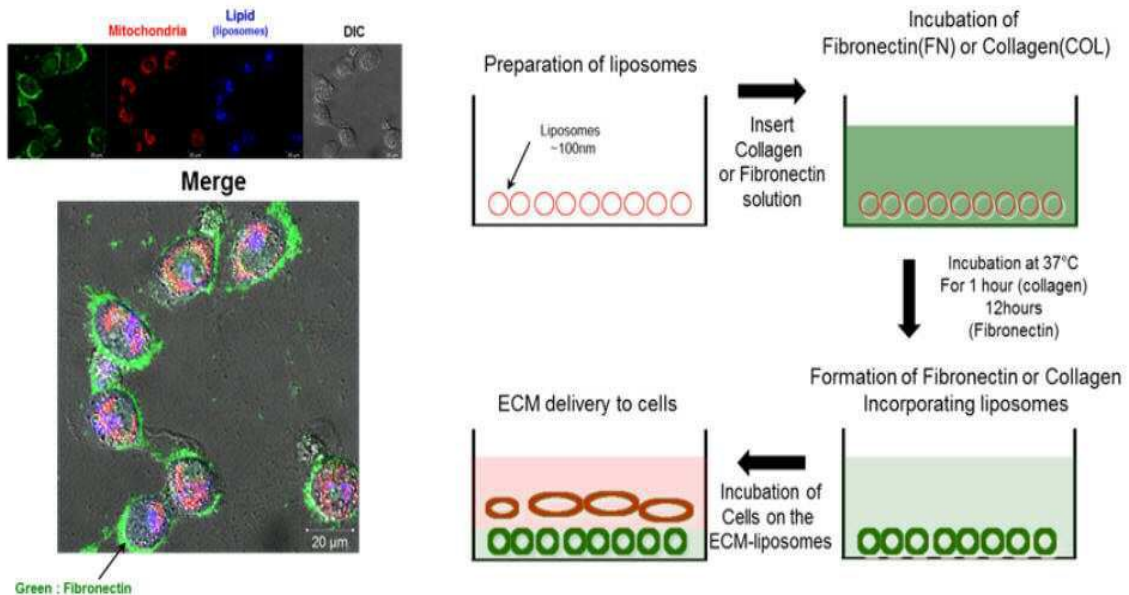 Mitochondria
Lipid
(liposomes)
DIC
Merge
20 µm
Green : Fibronectin
Preparation of liposomes
Liposomes
~100nm
Insert
Collagen
or Fibronectin
solution
Incubation of
Fibronectin(FN) or Collagen(COL)
Incubation at 37°C
For 1 hour (collagen)
12hours
(Fibronectin)
Formation of Fibronectin or Collagen
Incorporating liposomes
Incubation of
Cells on the
ECM-liposomes
ECM delivery to cells